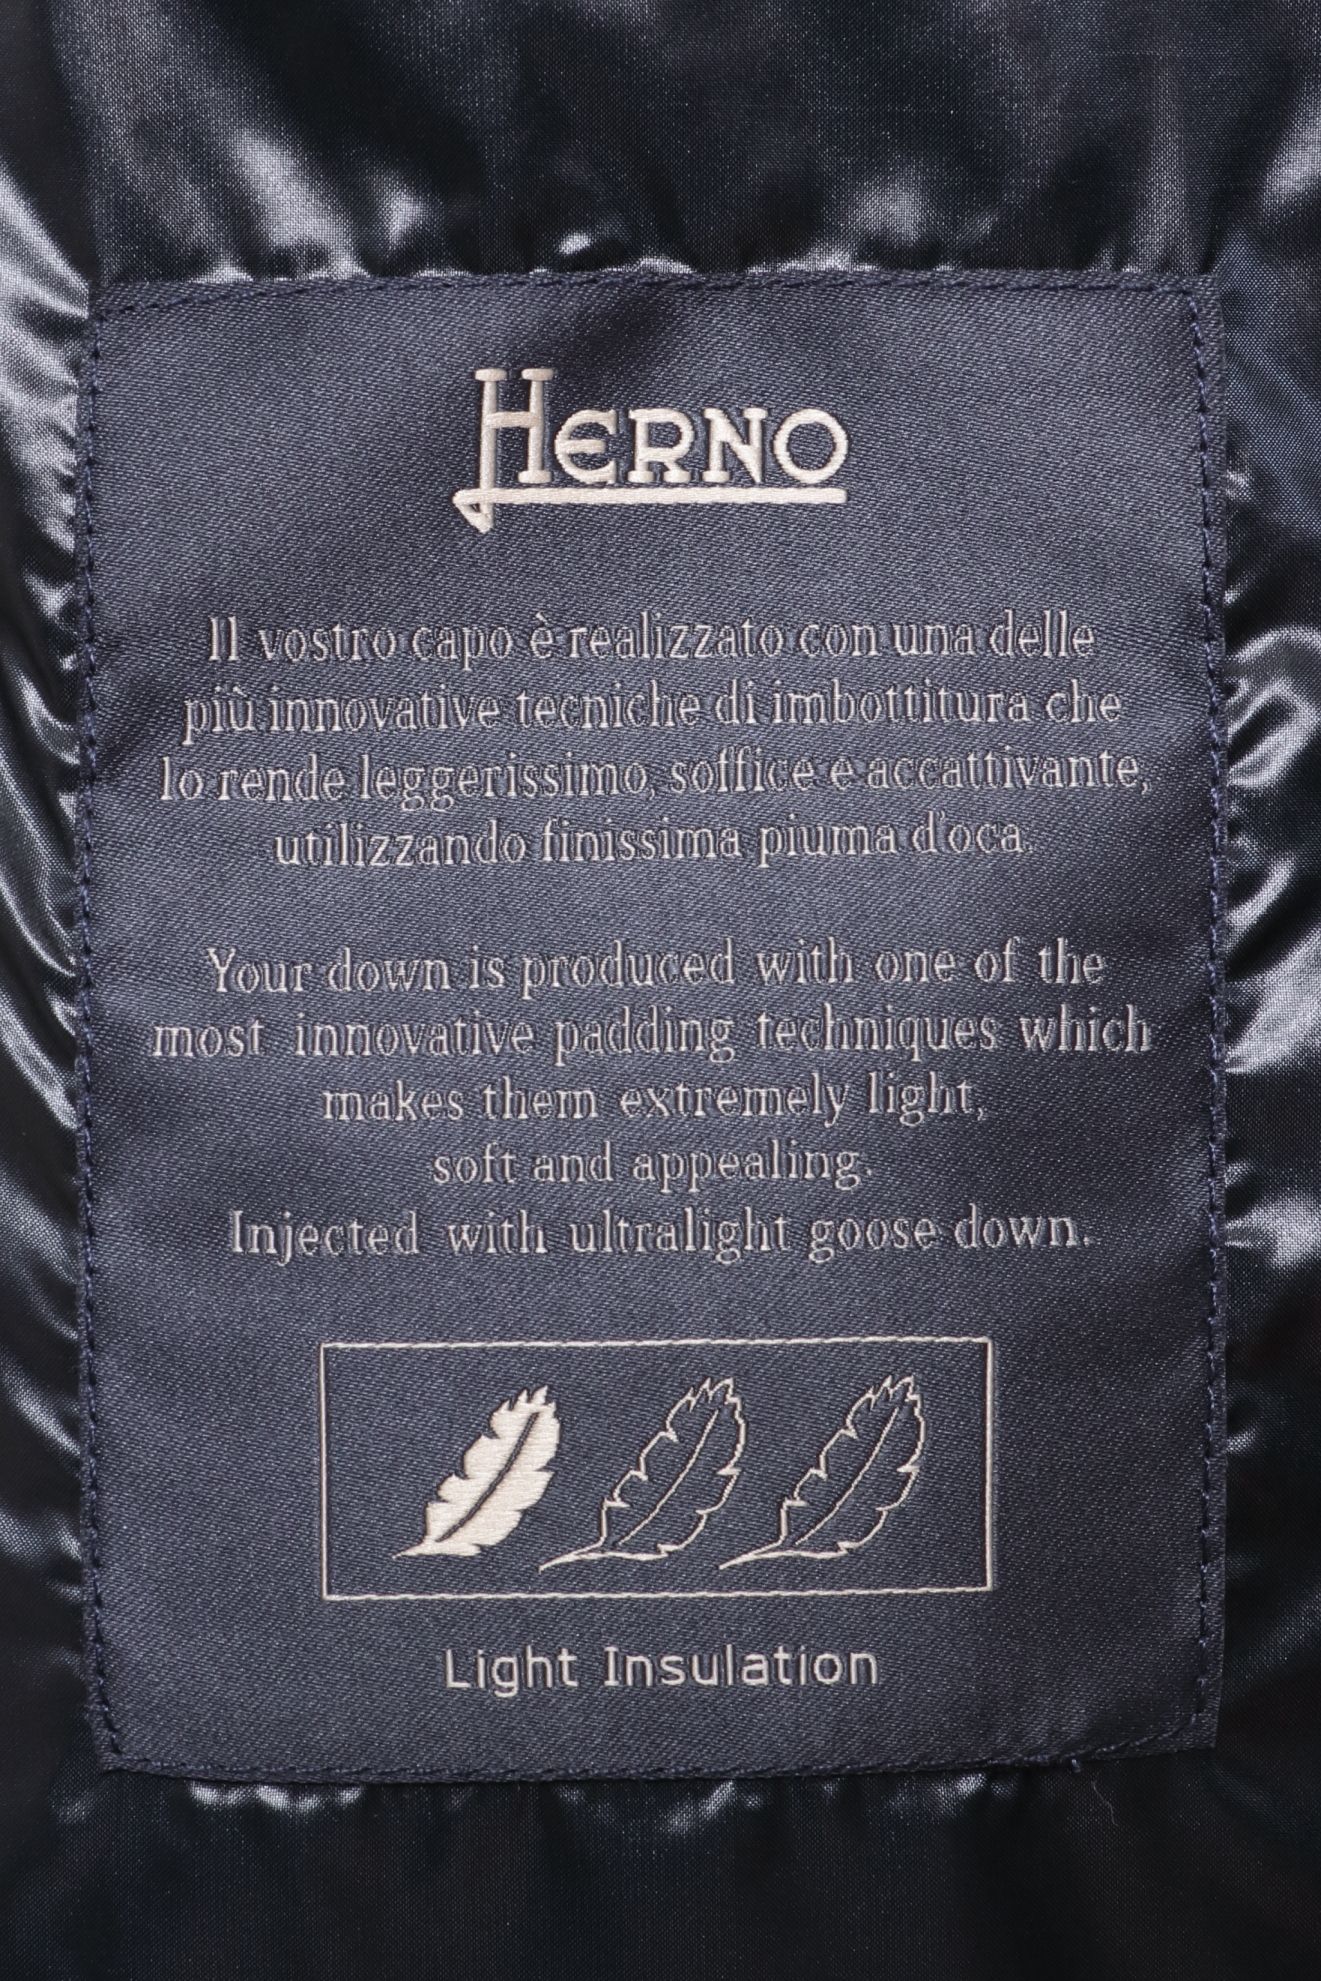 HERNO
Il vostro capo è realizzato con una delle
più innovative tecniche di imbottitura che
lo rende leggerissimo, soffice e accattivante,
utilizzando finissima piuma d'oca.
Your down is produced with one of the
most innovative padding techniques which
makes them extremely light,
soft and appealing.
Injected with ultralight goose down.
Light Insulation